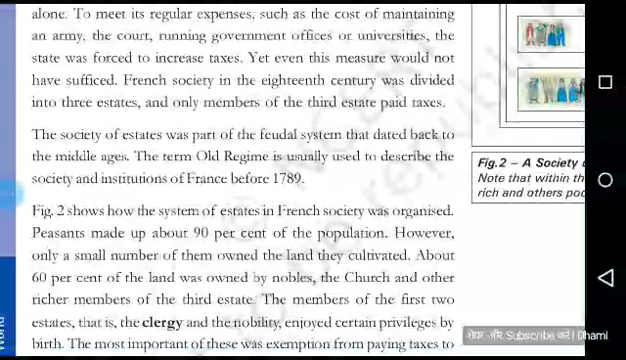 alone. To meet its regular expenses, such as the cost of maintaining
an army, the court, running government offices or universities, the
state was forced to increase taxes. Yet even this measure would not
have sufficed. French society in the eighteenth century was divided
into three estates, and only members of the third estate paid taxes.
The society of estates was part of the feudal system that dated back to
the middle ages. The term Old Regime is usually used to describe the
society and institutions of France before 1789.
Fig. 2 shows how the system of estates in French society was organised.
Peasants made up about 90 per cent of the population. However,
only a small number of them owned the land they cultivated. About
60 per cent of the land was owned by nobles, the Church and other
richer members of the third estate. The members of the first two
estates, that is, the clergy and the nobility, enjoyed certain privileges by
birth. The most important of these was exemption from paying taxes to
Fig.2 – A Society
Note that within th
rich and others poo
शेयर और Subscribe करें ! Dhami
World